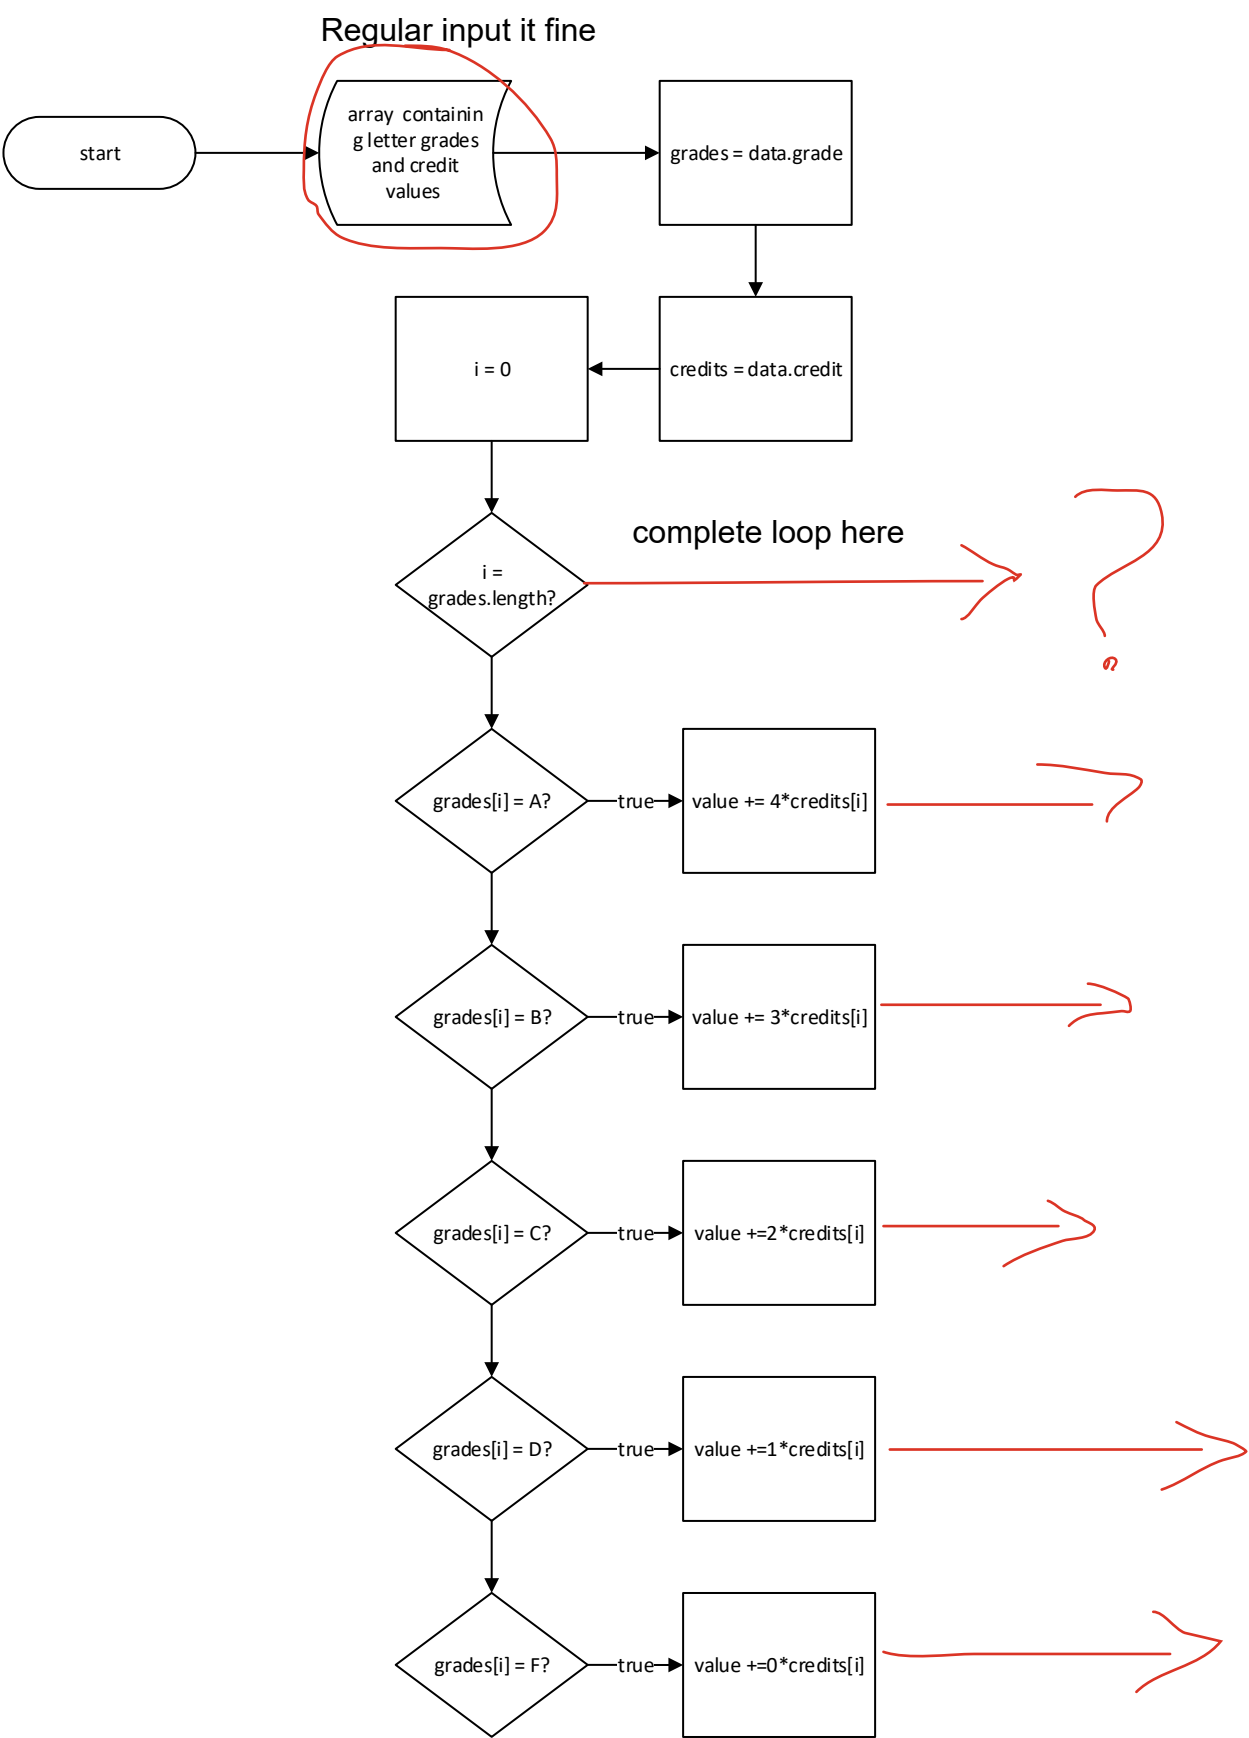 Regular input it fine
start
array containin
g letter grades
and credit
values
grades = data.grade
i = 0
credits = data.credit
complete loop here
i =
grades.length?
?
grades[i] = A?
true
value += 4*credits[i]
grades[i] = B?
true
value += 3*credits[i]
grades[i] = C?
true
value +=2*credits[i]
grades[i] = D?
true
value +=1*credits[i]
grades[i] = F?
true
value +=0*credits[i]